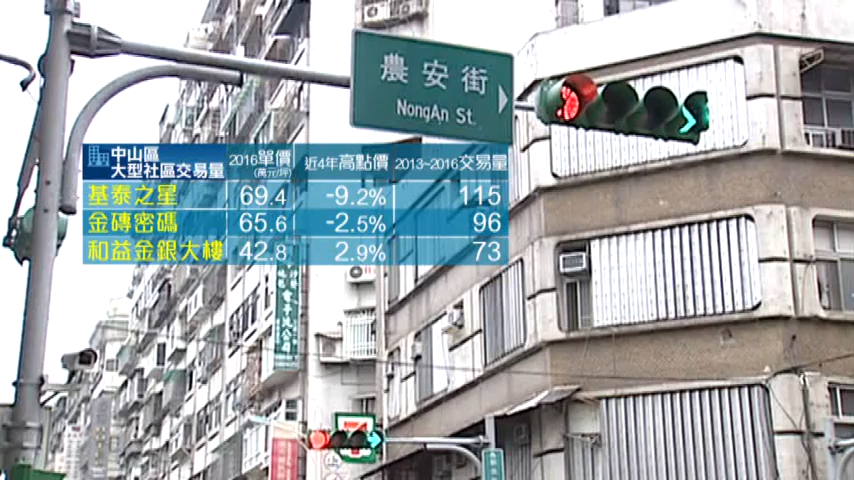 農安街
NongAn St.
中山區
大型社區交易量 2016單價 (萬元/坪) 近4年高點價 2013~2016交易量
基泰之星 69.4 -9.2% 115
金磚密碼 65.6 -2.5% 96
和益金銀大樓 42.8 2.9% 73
7